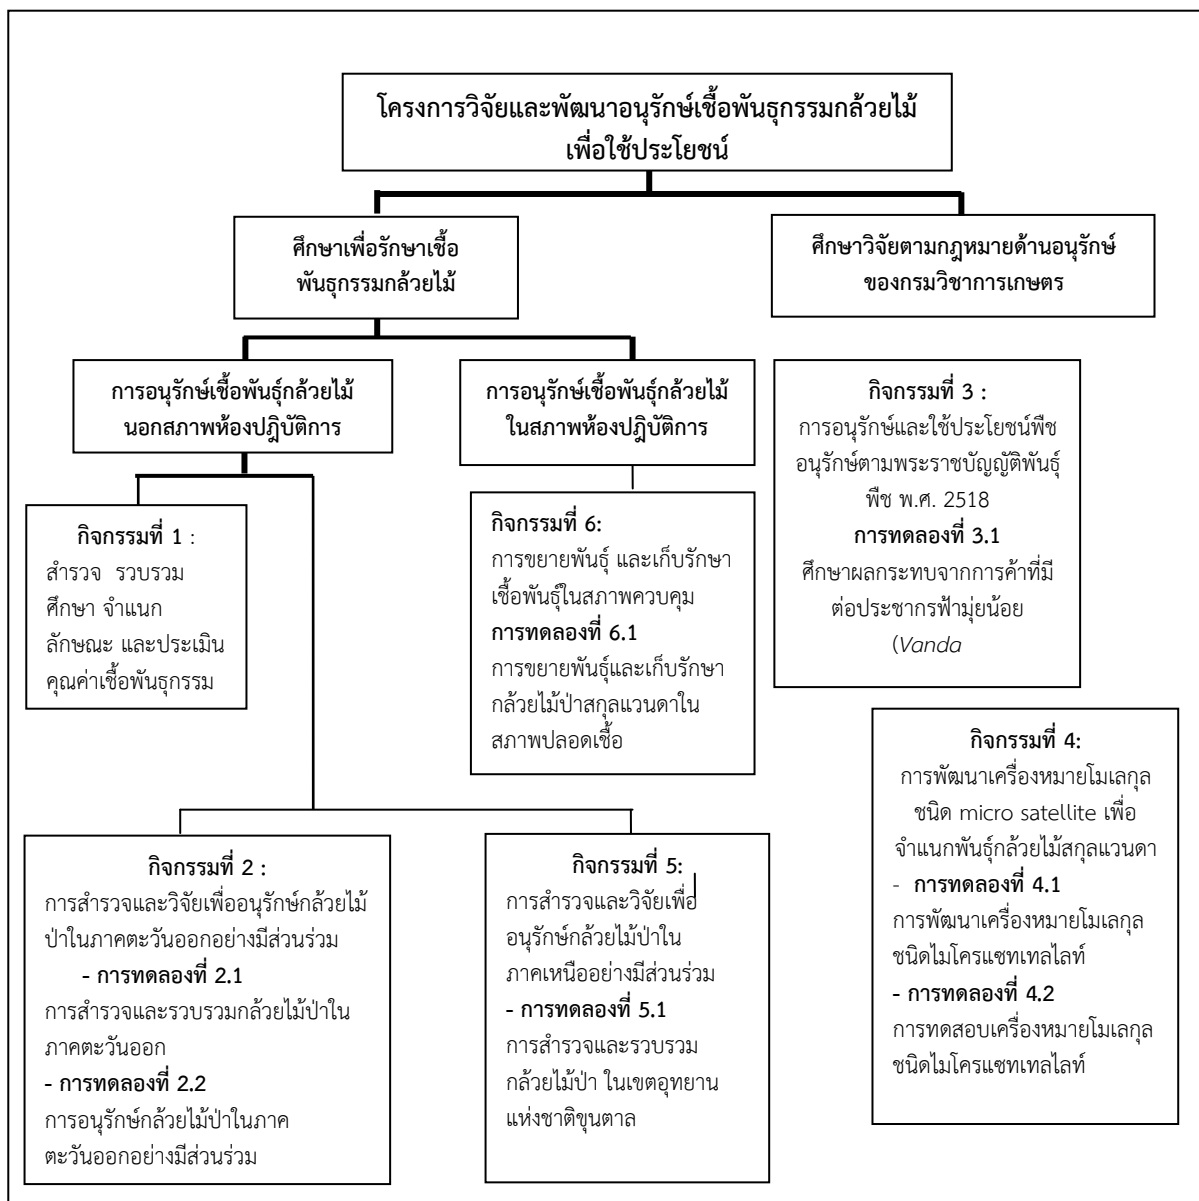 โครงการวิจัยและพัฒนาอนุรักษ์เชื้อพันธุกรรมกล้วยไม้
เพื่อใช้ประโยชน์
ศึกษาเพื่อรักษาเชื้อ
พันธุกรรมกล้วยไม้
ศึกษาวิจัยตามกฎหมายด้านอนุรักษ์
ของกรมวิชาการเกษตร
การอนุรักษ์เชื้อพันธุ์กล้วยไม้
นอกสภาพห้องปฎิบัติการ
การอนุรักษ์เชื้อพันธุ์กล้วยไม้
ในสภาพห้องปฎิบัติการ
กิจกรรมที่ 3 :
การอนุรักษ์และใช้ประโยชน์พืช
อนุรักษ์ตามพระราชบัญญัติพันธุ์
พืช พ.ศ. 2518
การทดลองที่ 3.1
ศึกษาผลกระทบจากการค้าที่มี
ต่อประชากรฟ้ามุ่ยน้อย
(Vanda
กิจกรรมที่ 1 :
สำรวจ รวบรวม
ศึกษา จำแนก
ลักษณะ และประเมิน
คุณค่าเชื้อพันธุกรรม
กิจกรรมที่ 6:
การขยายพันธุ์ และเก็บรักษา
เชื้อพันธุ์ในสภาพควบคุม
การทดลองที่ 6.1
การขยายพันธุ์และเก็บรักษา
กล้วยไม้ป่าสกุลแวนดาใน
สภาพปลอดเชื้อ
กิจกรรมที่ 4:
การพัฒนาเครื่องหมายโมเลกุล
ชนิด micro satellite เพื่อ
จำแนกพันธุ์กล้วยไม้สกุลแวนดา
- การทดลองที่ 4.1
การพัฒนาเครื่องหมายโมเลกุล
ชนิดไมโครแซทเทลไลท์
- การทดลองที่ 4.2
การทดสอบเครื่องหมายโมเลกุล
ชนิดไมโครแซทเทลไลท์
กิจกรรมที่ 2 :
การสำรวจและวิจัยเพื่ออนุรักษ์กล้วยไม้
ป่าในภาคตะวันออกอย่างมีส่วนร่วม
- การทดลองที่ 2.1
การสำรวจและรวบรวมกล้วยไม้ป่าใน
ภาคตะวันออก
- การทดลองที่ 2.2
การอนุรักษ์กล้วยไม้ป่าในภาค
ตะวันออกอย่างมีส่วนร่วม
กิจกรรมที่ 5:
การสำรวจและวิจัยเพื่อ
อนุรักษ์กล้วยไม้ป่าใน
ภาคเหนืออย่างมีส่วนร่วม
- การทดลองที่ 5.1
การสำรวจและรวบรวม
กล้วยไม้ป่า ในเขตอุทยาน
แห่งชาติขุนตาล